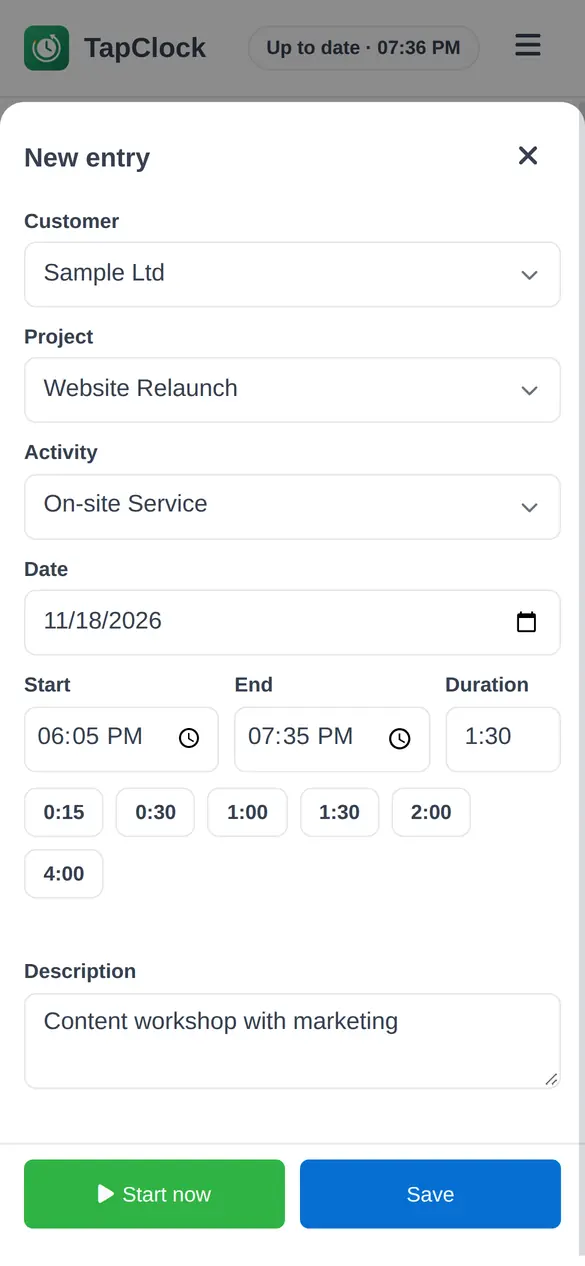 TapClock
Up to date · 07:36 PM
New entry
Customer
Sample Ltd
Project
Website Relaunch
Activity
On-site Service
Date
11/18/2026
Start End Duration
06:05 PM 07:35 PM 1:30
0:15 0:30 1:00 1:30 2:00
4:00
Description
Content workshop with marketing
Start now Save